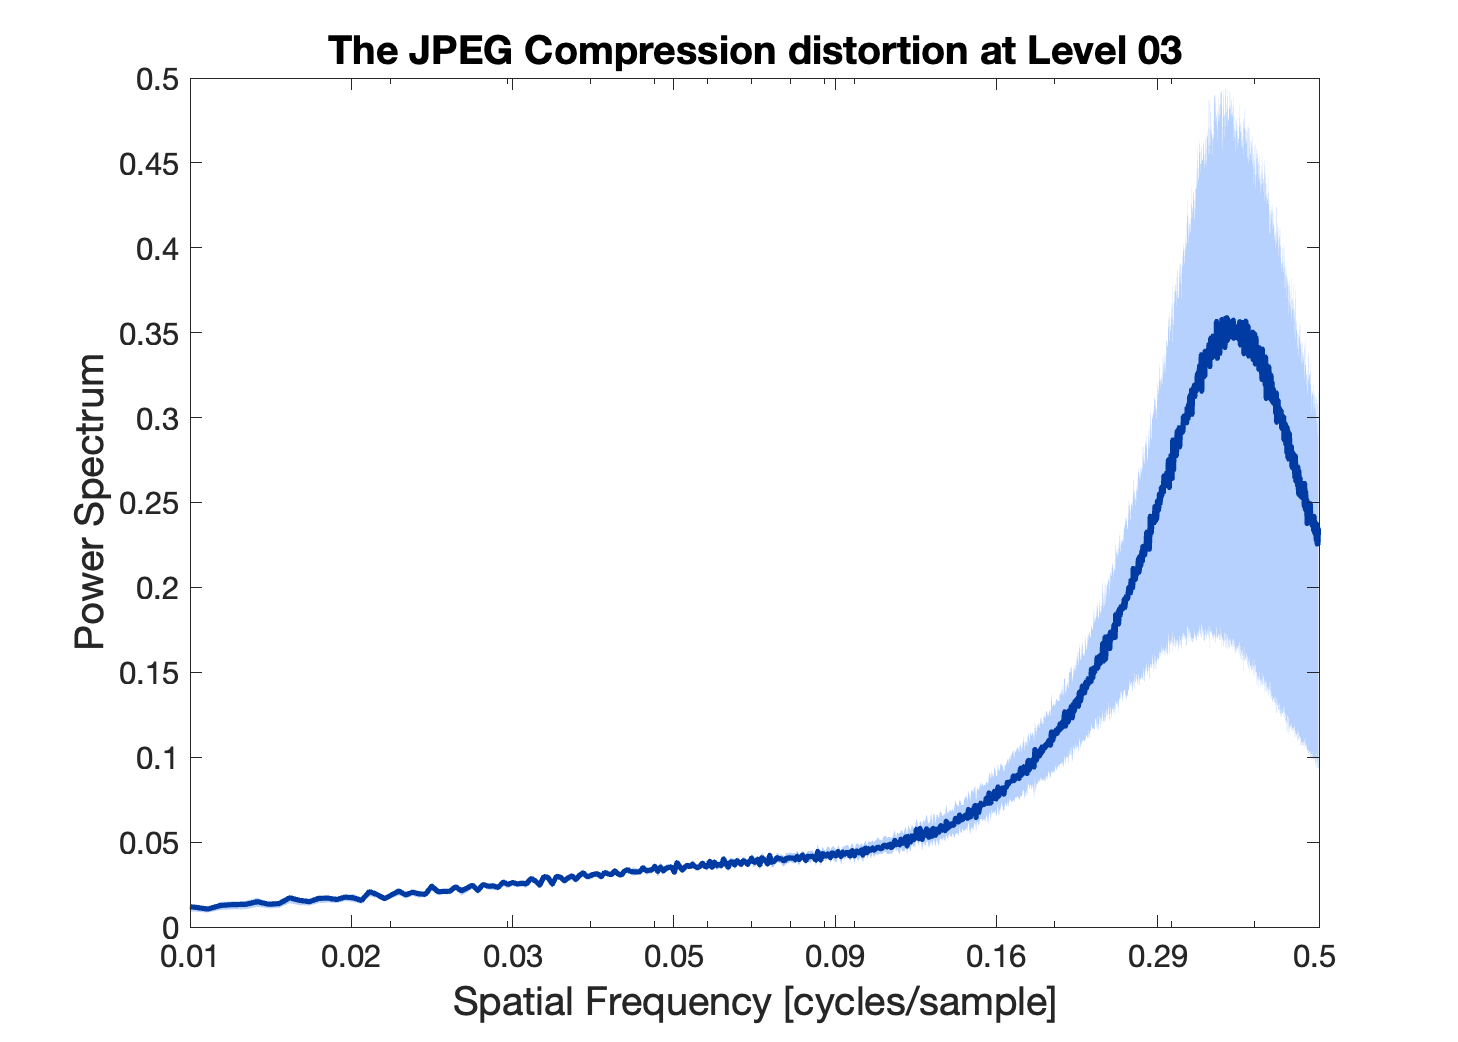 The JPEG Compression distortion at Level 03
0.5
0.45
0.4
0.35
0.3
0.25
0.2
0.15
0.1
0.05
0
Power Spectrum
0.01 0.02 0.03 0.05 0.09 0.16 0.29 0.5
Spatial Frequency [cycles/sample]